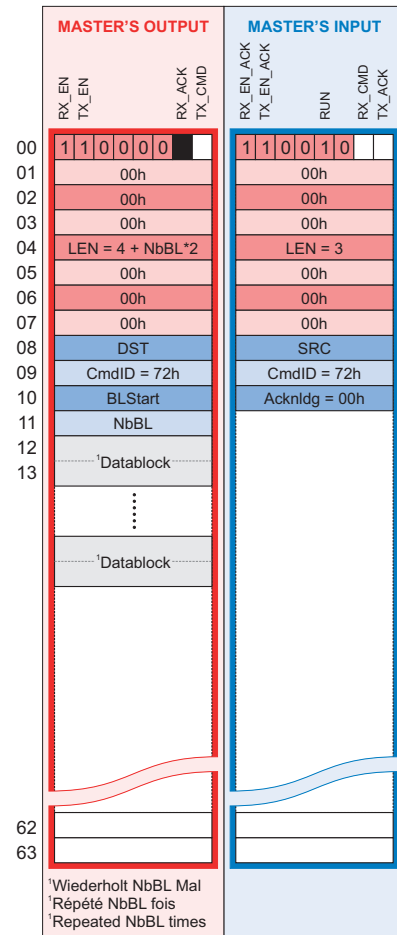 MASTER'S OUTPUT
MASTER'S INPUT
RX_EN
TX_EN
RX_ACK
TX_CMD
RX_EN_ACK
TX_EN_ACK
RUN
RX_CMD
TX_ACK
00 1 1 0 0 0 0 1 1 0 0 1 0
01 00h 00h
02 00h 00h
03 00h 00h
04 LEN = 4 + NbBL*2 LEN = 3
05 00h 00h
06 00h 00h
07 00h 00h
08 DST SRC
09 CmdID = 72h CmdID = 72h
10 BLStart Acknldg = 00h
11 NbBL
12
¹Datablock
13
¹Datablock
62
63
¹Wiederholt NbBL Mal
¹Répété NbBL fois
¹Repeated NbBL times